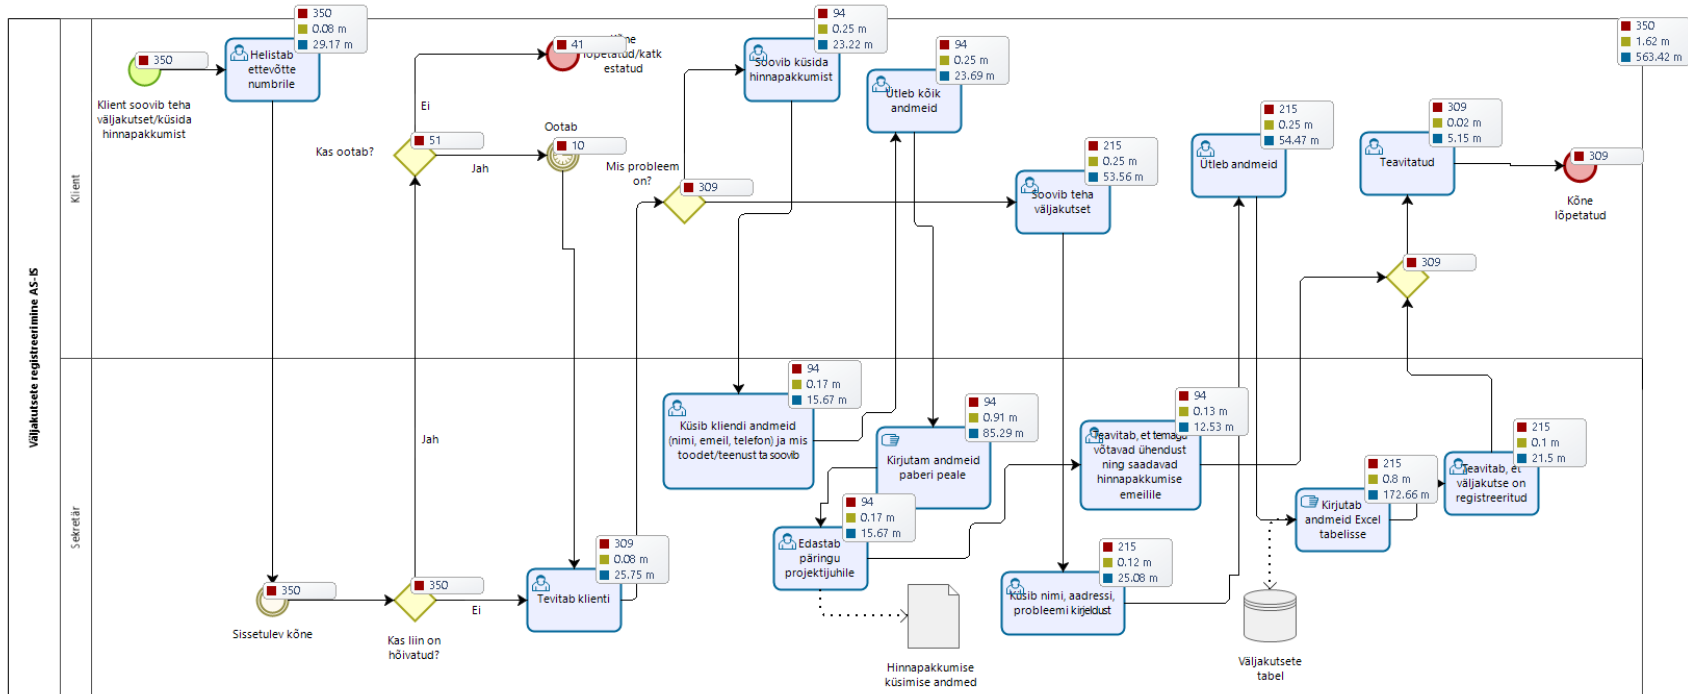 Väljakutsete registreerimine AS-IS
Klient
Sekretär
350
Klient soovib teha
väljakutset/küsida
hinnapakkumist
350
0.08 m
29.17 m
Helistab
ettevõtte
numbrile
41
Kõne
lõpetatud/katk
estatud
Ei
51
Kas ootab?
Jah
Ootab
10
Mis probleem
on?
309
94
0.25 m
23.22 m
Soovib küsida
hinnapakkumist
94
0.25 m
23.69 m
Ütleb kõik
andmeid
215
0.25 m
53.56 m
Soovib teha
väljakutset
215
0.25 m
54.47 m
Ütleb andmeid
309
0.02 m
5.15 m
Teavitatud
309
Kõne
lõpetatud
350
1.62 m
563.42 m
309
Jah
350
Sissetulev kõne
350
Kas liin on
hõivatud?
Ei
309
0.08 m
25.75 m
Tevitab klienti
94
0.17 m
15.67 m
Küsib kliendi andmeid
(nimi, emeil, telefon) ja mis
toodet/teenust ta soovib
94
0.91 m
85.29 m
Kirjutam andmeid
paberi peale
94
0.17 m
15.67 m
Edastab
päringu
projektijuhile
Hinnapakkumise
küsimise andmed
94
0.13 m
12.53 m
Teavitab, et temaga
võtavad ühendust
ning saadavad
hinnapakkumise
emeilile
215
0.12 m
25.08 m
Küsib nimi, aadressi,
probleemi kirjeldust
Väljakutsete
tabel
215
0.8 m
172.66 m
Kirjutab
andmeid Excel
tabelisse
215
0.1 m
21.5 m
Teavitab, et
väljakutse on
registreeritud